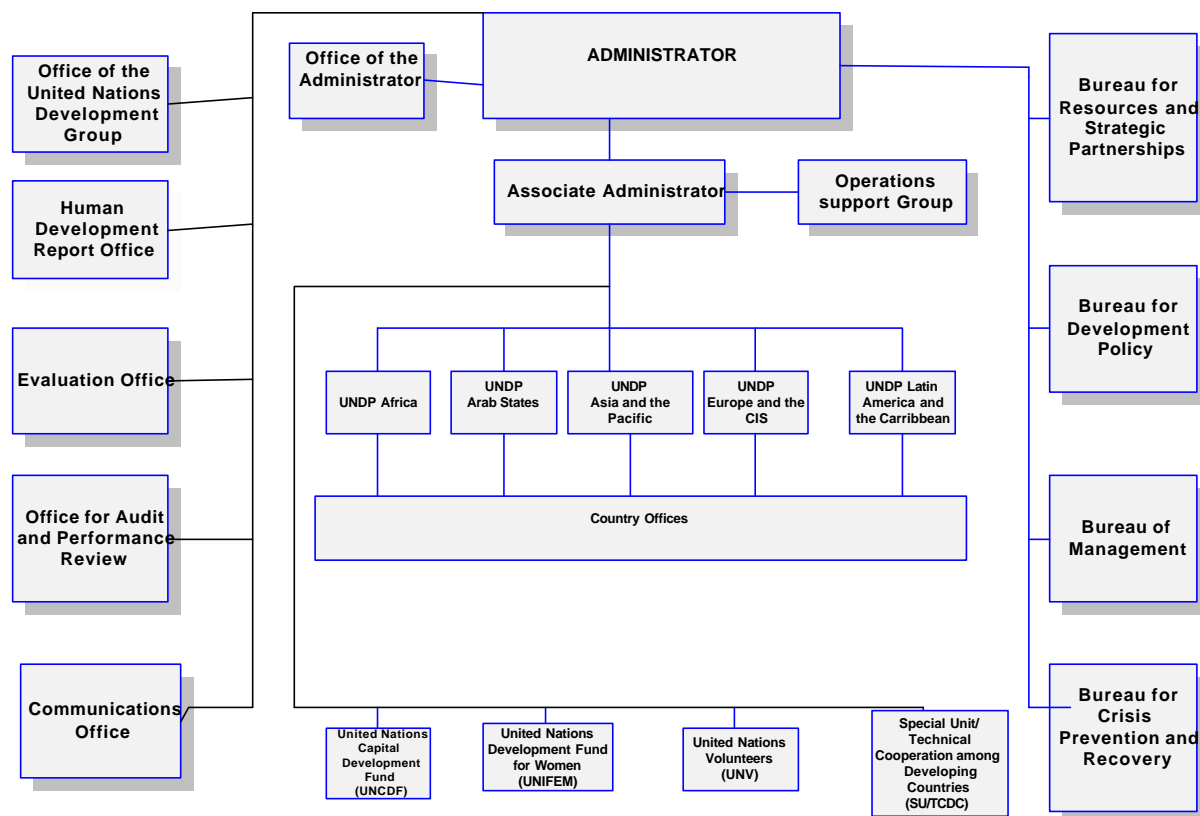 ADMINISTRATOR
Office of the
Administrator
Office of the
United Nations
Development
Group
Bureau for
Resources and
Strategic
Partnerships
Associate Administrator
Operations
support Group
Human
Development
Report Office
Bureau for
Development
Policy
Evaluation Office
UNDP Africa
UNDP
Arab States
UNDP
Asia and the
Pacific
UNDP
Europe and the
CIS
UNDP Latin
America and
the Carribbean
Office for Audit
and Performance
Review
Country Offices
Bureau of
Management
Communications
Office
United Nations
Capital
Development
Fund
(UNCDF)
United Nations
Development Fund
for Women
(UNIFEM)
United Nations
Volunteers
(UNV)
Special Unit/
Technical
Cooperation among
Developing
Countries
(SU/TCDC)
Bureau for
Crisis
Prevention and
Recovery